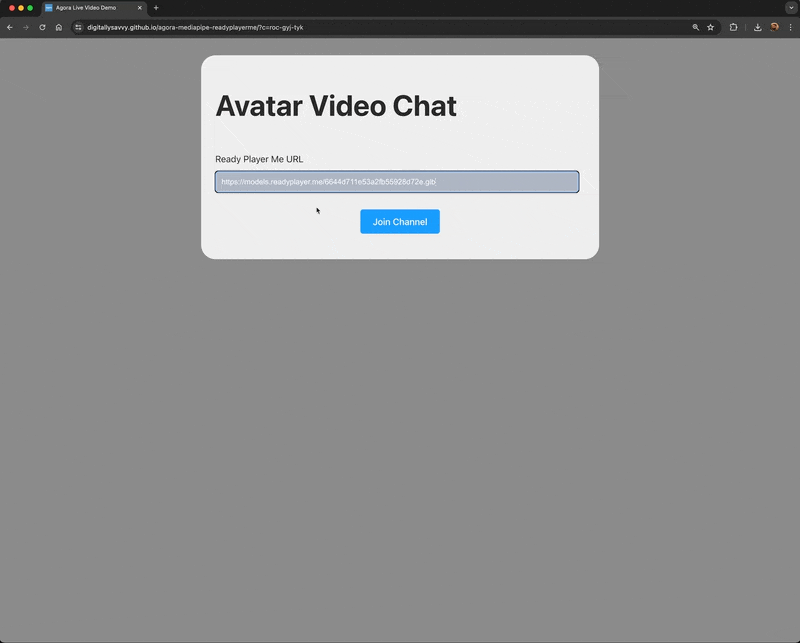 Agora Live Video Demo
digitallysavvy.github.io/agora-mediapipe-readyplayerme/?c=roc-gyj-tyk
Avatar Video Chat
Ready Player Me URL
https://models.readyplayer.me/6644d711e53a2fb55928d72e.glb
Join Channel